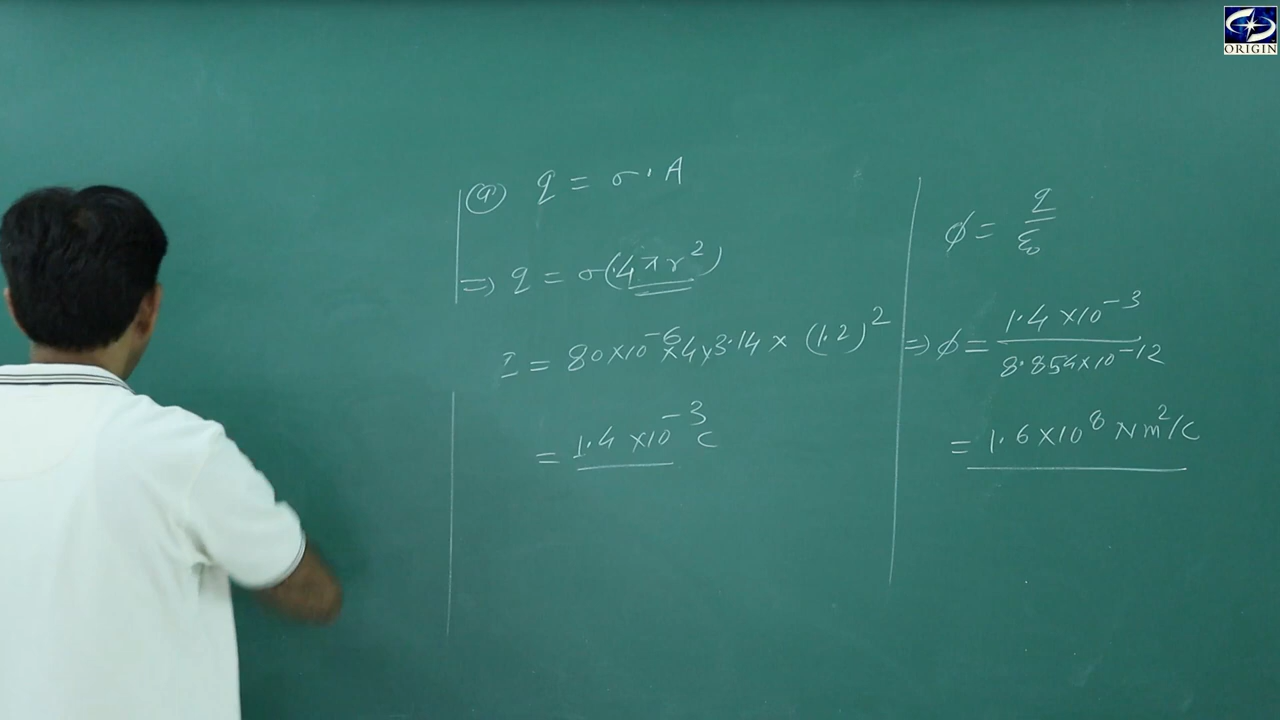 ORIGIN
(a) q = σ · A
⇒ q = σ(4πr²)
I = 80×10⁻⁶×4×3.14 × (1.2)²
= 1.4 ×10⁻³ C
ϕ = q/ε₀
⇒ ϕ = 1.4 ×10⁻³ / 8.854×10⁻¹²
= 1.6×10⁸ Nm²/C